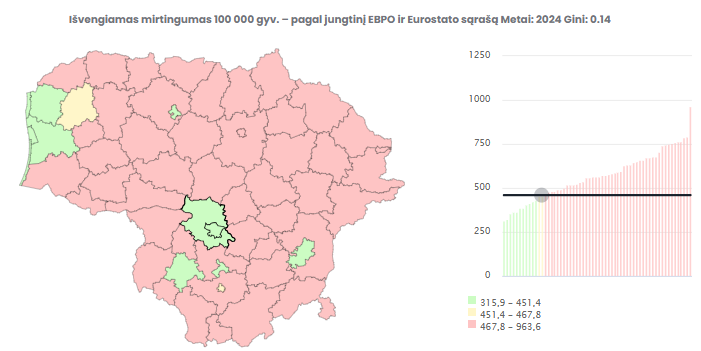 Išvengiamas mirtingumas 100 000 gyv. – pagal jungtinį EBPO ir Eurostato sąrašą Metai: 2024 Gini: 0.14
1250
1000
750
500
250
0
315,9 – 451,4
451,4 – 467,8
467,8 – 963,6